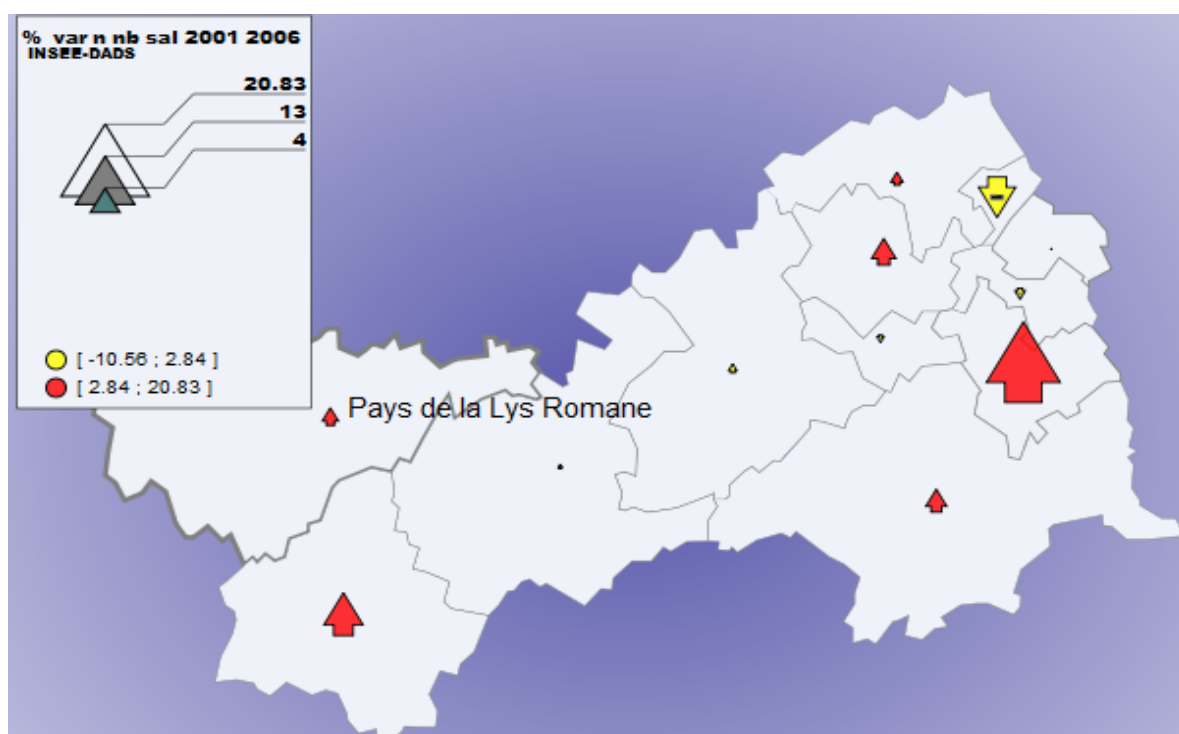 % var n nb sal 2001 2006
INSEE-DADS
20.83
13
4
[ -10.56 ; 2.84 ]
[ 2.84 ; 20.83 ]
Pays de la Lys Romane
-